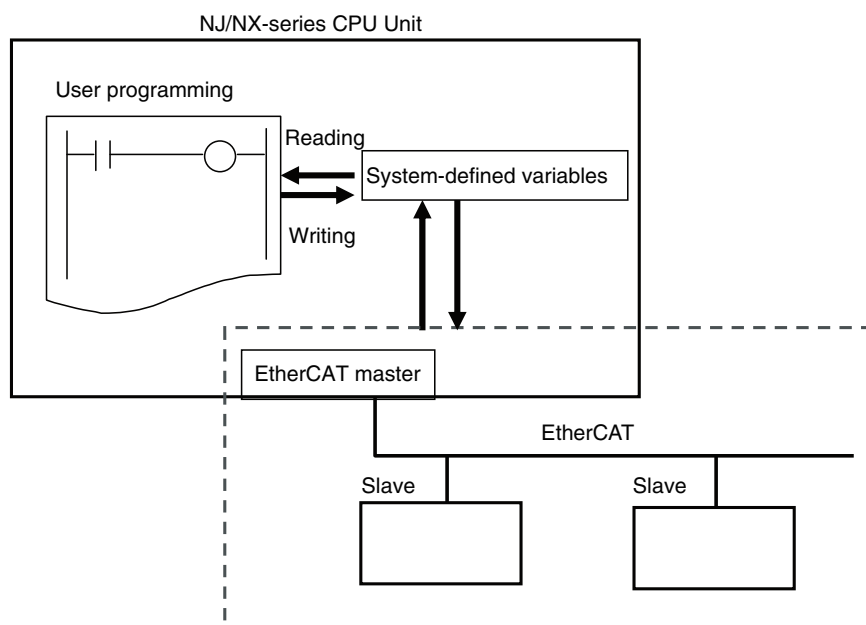 NJ/NX-series CPU Unit
User programming
Reading
System-defined variables
Writing
EtherCAT master
EtherCAT
Slave
Slave